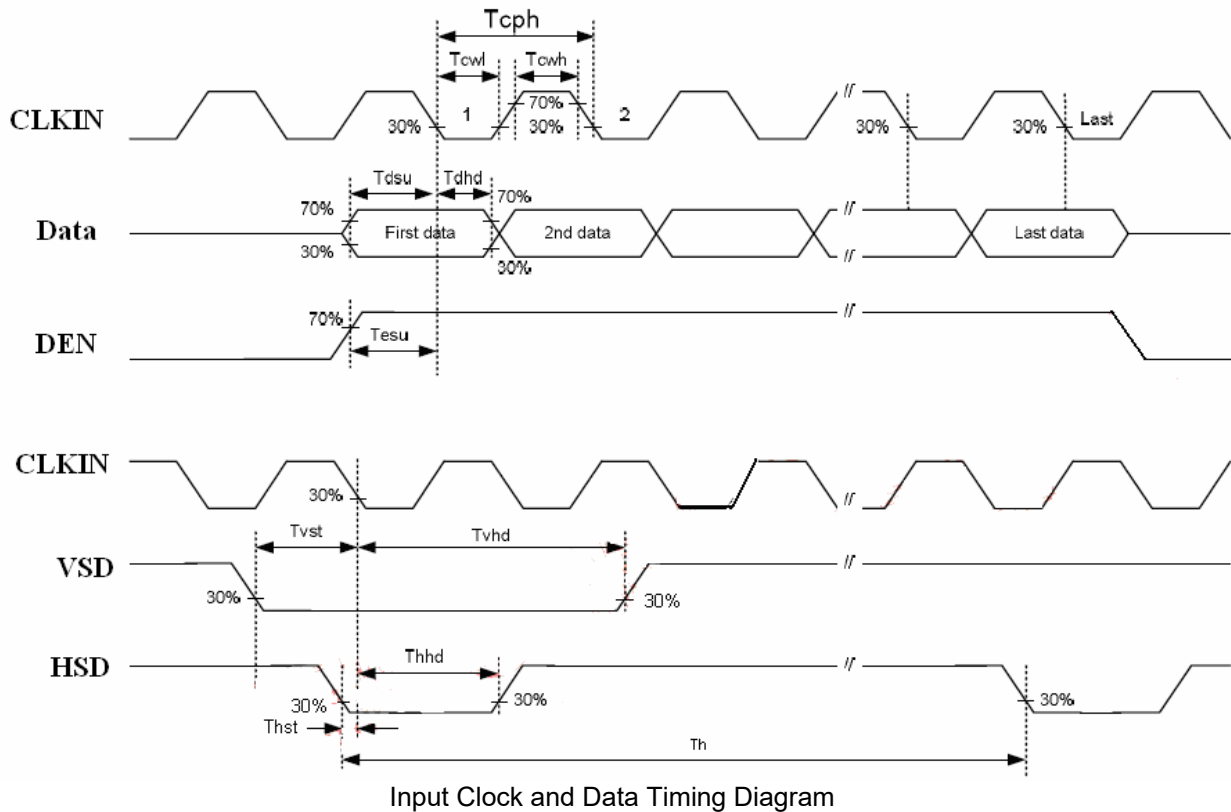 Tcph
Tcwl
Tcwh
CLKIN
30%
1
70%
30%
2
30%
30%
Last
Tdsu
Tdhd
70%
70%
Data
First data
2nd data
Last data
30%
30%
70%
DEN
Tesu
CLKIN
30%
Tvst
Tvhd
VSD
30%
30%
HSD
Thhd
30%
30%
30%
Thst
Th
Input Clock and Data Timing Diagram